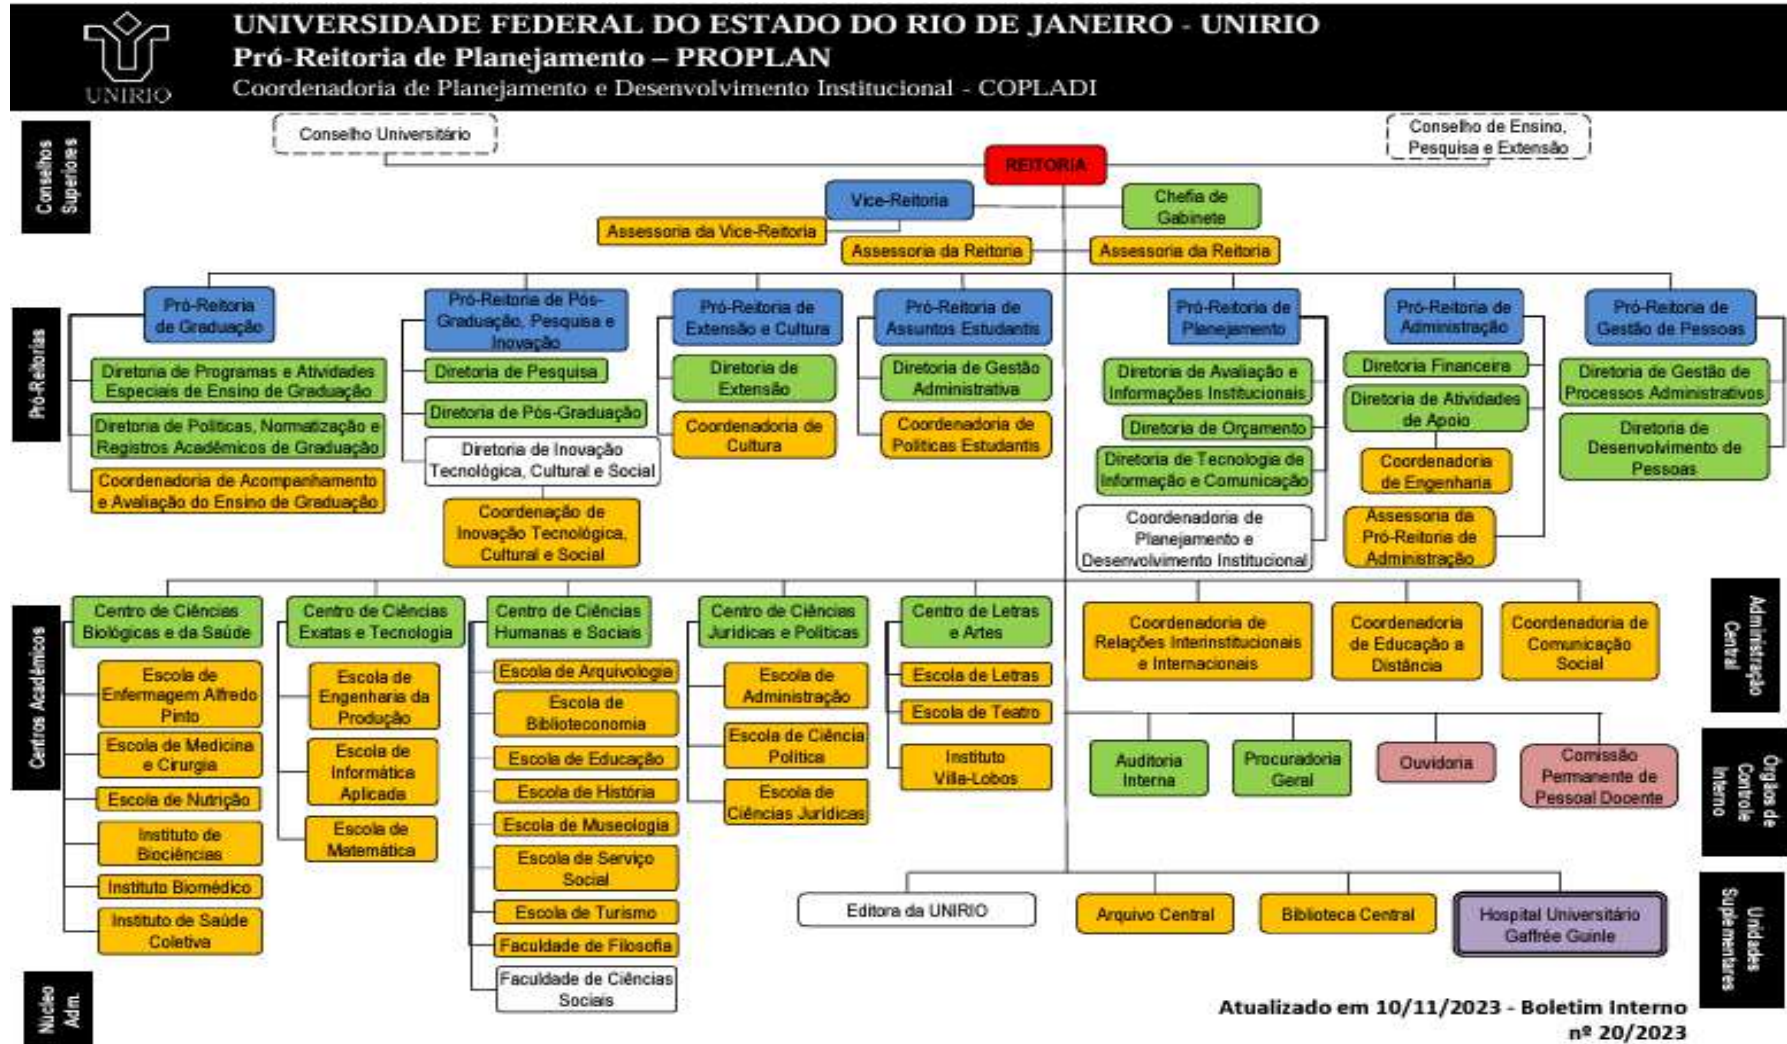 UNIVERSIDADE FEDERAL DO ESTADO DO RIO DE JANEIRO - UNIRIO
Pró-Reitoria de Planejamento – PROPLAN
Coordenadoria de Planejamento e Desenvolvimento Institucional - COPLADI
UNIRIO
Conselhos
Superiores
Conselho Universitário
Conselho de Ensino,
Pesquisa e Extensão
REITORIA
Vice-Reitoria
Chefia de
Gabinete
Assessoria da Vice-Reitoria
Assessoria da Reitoria
Assessoria da Reitoria
Pró-Reitorias
Pró-Reitoria
de Graduação
Diretoria de Programas e Atividades
Especiais de Ensino de Graduação
Diretoria de Políticas, Normatização e
Registros Acadêmicos de Graduação
Coordenadoria de Acompanhamento
e Avaliação do Ensino de Graduação
Pró-Reitoria de Pós-
Graduação, Pesquisa e
Inovação
Diretoria de Pesquisa
Diretoria de Pós-Graduação
Diretoria de Inovação
Tecnológica, Cultural e Social
Coordenação de
Inovação Tecnológica,
Cultural e Social
Pró-Reitoria de
Extensão e Cultura
Diretoria de
Extensão
Coordenadoria de
Cultura
Pró-Reitoria de
Assuntos Estudantis
Diretoria de Gestão
Administrativa
Coordenadoria de
Políticas Estudantis
Pró-Reitoria de
Planejamento
Diretoria de Avaliação e
Informações Institucionais
Diretoria de Orçamento
Diretoria de Tecnologia de
Informação e Comunicação
Coordenadoria de
Planejamento e
Desenvolvimento Institucional
Pró-Reitoria de
Administração
Diretoria Financeira
Diretoria de Atividades
de Apoio
Coordenadoria
de Engenharia
Assessoria da
Pró-Reitoria de
Administração
Pró-Reitoria de
Gestão de Pessoas
Diretoria de Gestão de
Processos Administrativos
Diretoria de
Desenvolvimento de
Pessoas
Centros Acadêmicos
Centro de Ciências
Biológicas e da Saúde
Escola de
Enfermagem Alfredo
Pinto
Escola de Medicina
e Cirurgia
Escola de Nutrição
Instituto de
Biociências
Instituto Biomédico
Instituto de Saúde
Coletiva
Centro de Ciências
Exatas e Tecnologia
Escola de
Engenharia da
Produção
Escola de
Informática
Aplicada
Escola de
Matemática
Centro de Ciências
Humanas e Sociais
Escola de Arquivologia
Escola de
Biblioteconomia
Escola de Educação
Escola de História
Escola de Museologia
Escola de Serviço
Social
Escola de Turismo
Faculdade de Filosofia
Faculdade de Ciências
Sociais
Centro de Ciências
Jurídicas e Políticas
Escola de
Administração
Escola de Ciência
Política
Escola de
Ciências Jurídicas
Centro de Letras
e Artes
Escola de Letras
Escola de Teatro
Instituto
Villa-Lobos
Coordenadoria de
Relações Interinstitucionais
e Internacionais
Coordenadoria
de Educação a
Distância
Coordenadoria de
Comunicação
Social
Administração
Central
Auditoria
Interna
Procuradoria
Geral
Ouvidoria
Comissão
Permanente de
Pessoal Docente
Órgãos de
Controle
Interno
Editora da UNIRIO
Arquivo Central
Biblioteca Central
Hospital Universitário
Gaffrée Guinle
Unidades
Suplementares
Núcleo
Adm.
Atualizado em 10/11/2023 - Boletim Interno
nº 20/2023